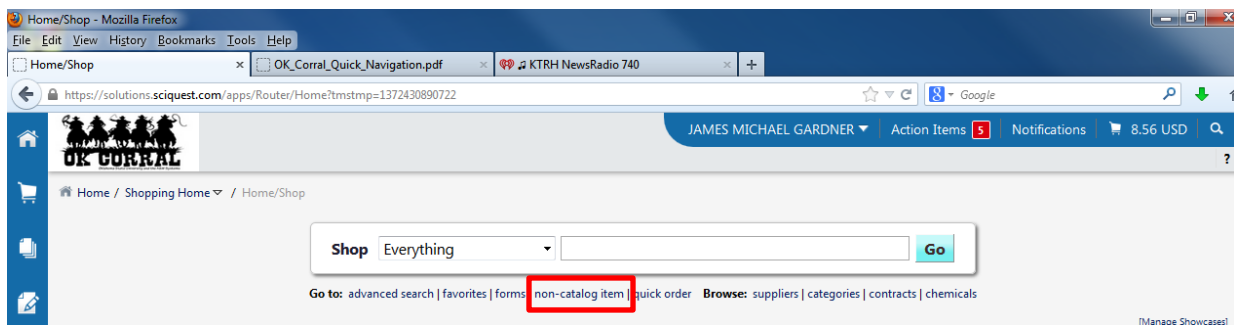 Home/Shop - Mozilla Firefox
File Edit View History Bookmarks Tools Help
Home/Shop × OK_Corral_Quick_Navigation.pdf × KTRH NewsRadio 740 × +
https://solutions.sciquest.com/apps/Router/Home?tmstmp=1372430890722 Google
OK CORRAL JAMES MICHAEL GARDNER Action Items 5 Notifications 8.56 USD
?
Home / Shopping Home / Home/Shop
Shop Everything Go
Go to: advanced search | favorites | forms | non-catalog item | quick order Browse: suppliers | categories | contracts | chemicals
[Manage Showcases]